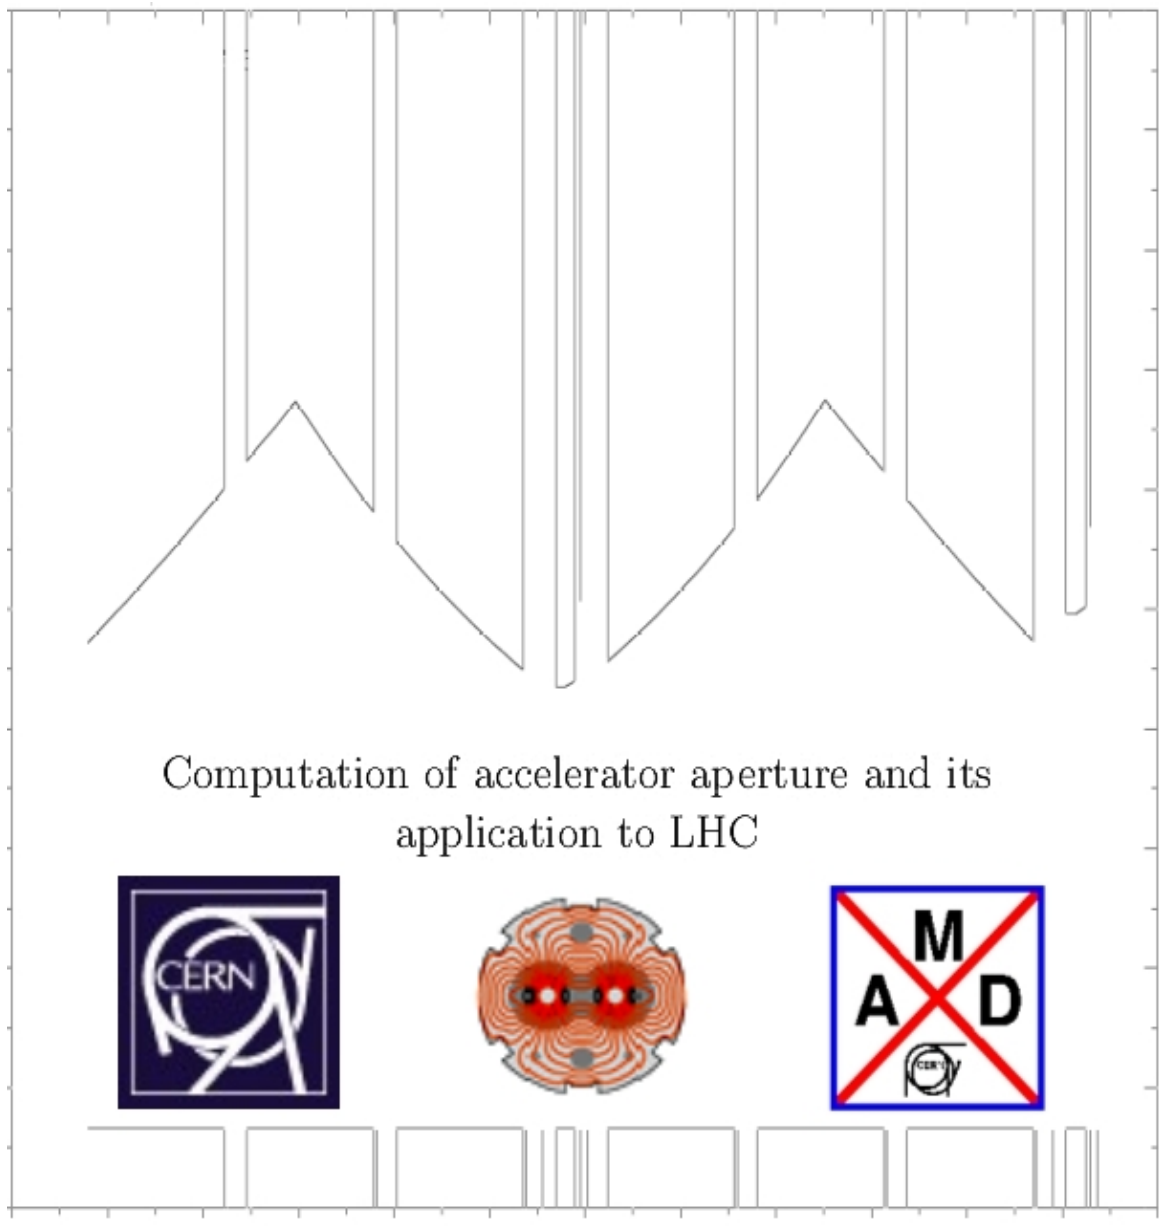 Computation of accelerator aperture and its
application to LHC
CERN
M
A D
CERN